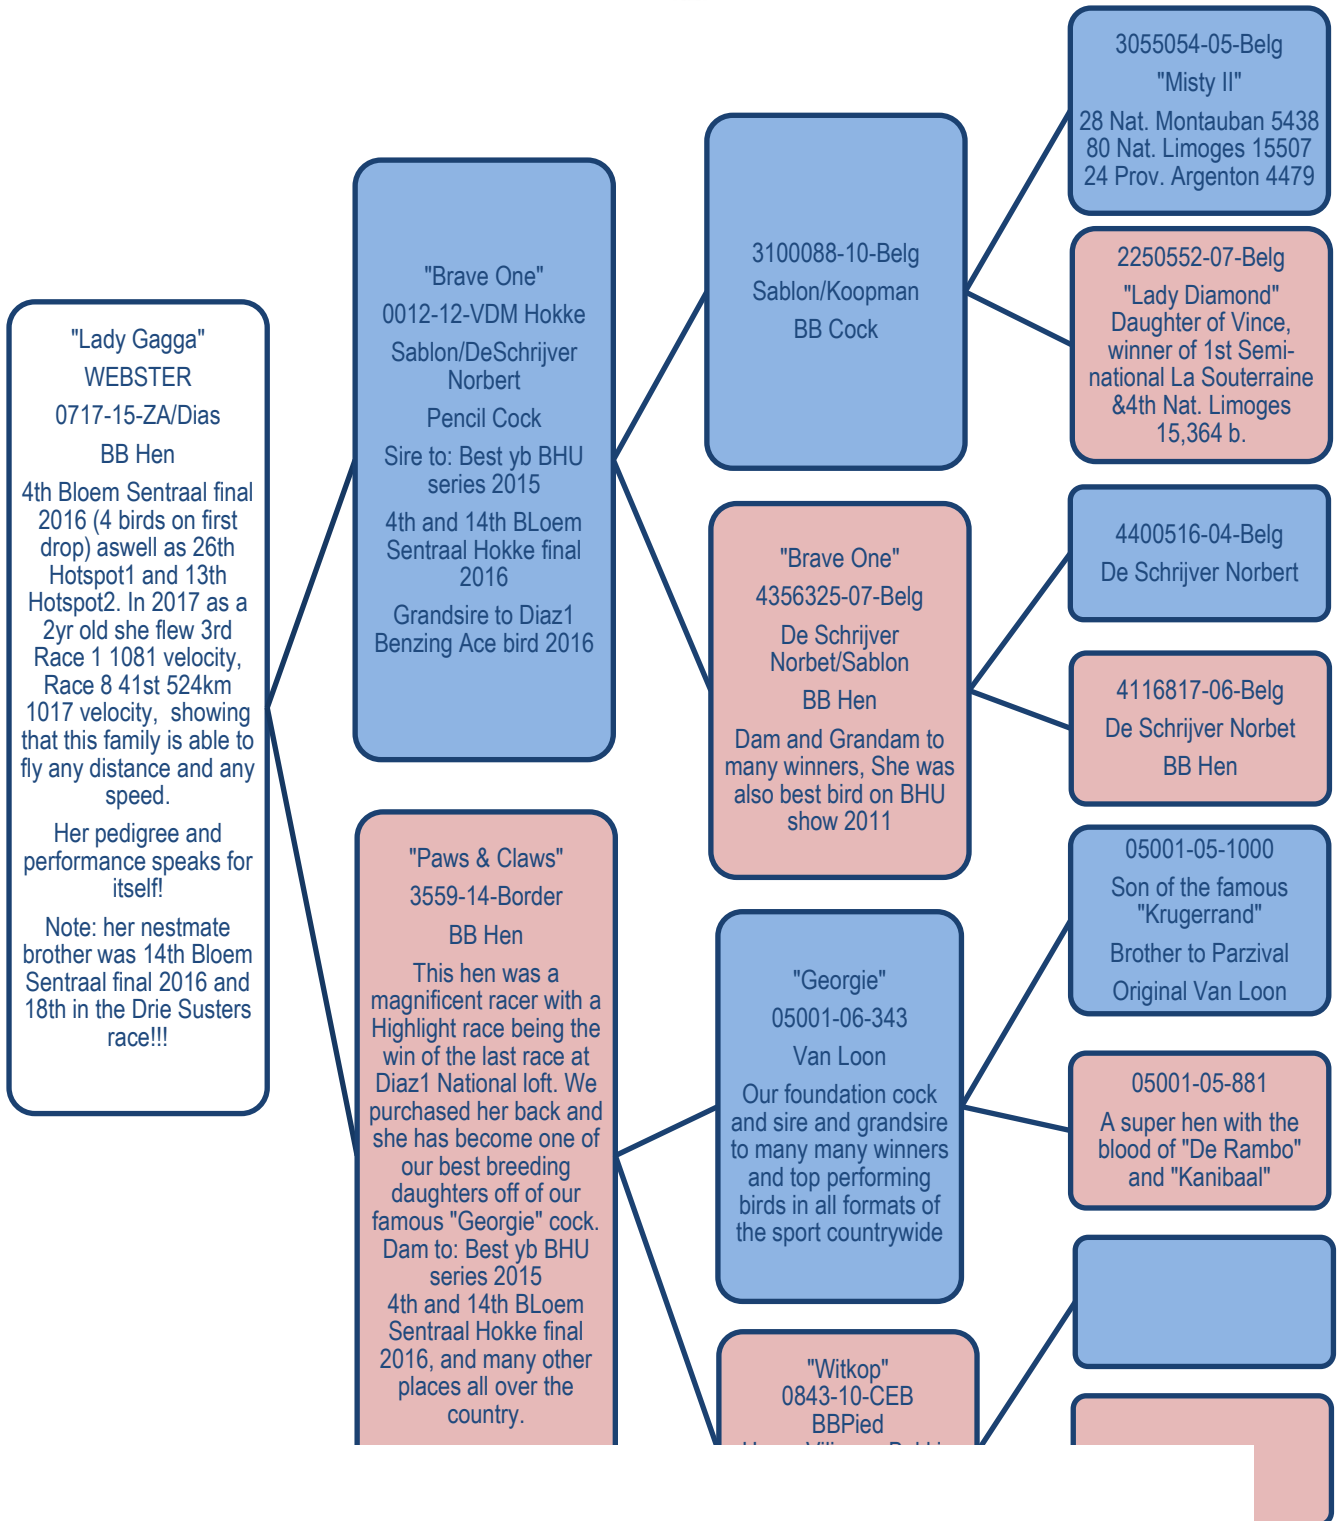 "Lady Gagga"
WEBSTER
0717-15-ZA/Dias
BB Hen
4th Bloem Sentraal final
2016 (4 birds on first
drop) aswell as 26th
Hotspot1 and 13th
Hotspot2. In 2017 as a
2yr old she flew 3rd
Race 1 1081 velocity,
Race 8 41st 524km
1017 velocity,  showing
that this family is able to
fly any distance and any
speed.
Her pedigree and
performance speaks for
itself!
Note: her nestmate
brother was 14th Bloem
Sentraal final 2016 and
18th in the Drie Susters
race!!!
"Brave One"
0012-12-VDM Hokke
Sablon/DeSchrijver
Norbert
Pencil Cock
Sire to: Best yb BHU
series 2015
4th and 14th BLoem
Sentraal Hokke final
2016
Grandsire to Diaz1
Benzing Ace bird 2016
"Paws & Claws"
3559-14-Border
BB Hen
This hen was a
magnificent racer with a
Highlight race being the
win of the last race at
Diaz1 National loft. We
purchased her back and
she has become one of
our best breeding
daughters off of our
famous "Georgie" cock.
Dam to: Best yb BHU
series 2015
4th and 14th BLoem
Sentraal Hokke final
2016, and many other
places all over the
country.
3100088-10-Belg
Sablon/Koopman
BB Cock
"Brave One"
4356325-07-Belg
De Schrijver
Norbet/Sablon
BB Hen
Dam and Grandam to
many winners, She was
also best bird on BHU
show 2011
"Georgie"
05001-06-343
Van Loon
Our foundation cock
and sire and grandsire
to many many winners
and top performing
birds in all formats of
the sport countrywide
"Witkop"
0843-10-CEB
BBPied
3055054-05-Belg
"Misty II"
28 Nat. Montauban 5438
80 Nat. Limoges 15507
24 Prov. Argenton 4479
2250552-07-Belg
"Lady Diamond"
Daughter of Vince,
winner of 1st Semi-
national La Souterraine
&4th Nat. Limoges
15,364 b.
4400516-04-Belg
De Schrijver Norbert
4116817-06-Belg
De Schrijver Norbet
BB Hen
05001-05-1000
Son of the famous
"Krugerrand"
Brother to Parzival
Original Van Loon
05001-05-881
A super hen with the
blood of "De Rambo"
and "Kanibaal"